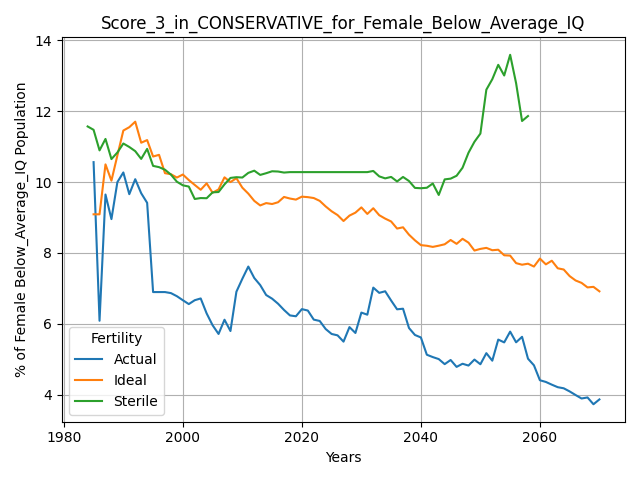 Score_3_in_CONSERVATIVE_for_Female_Below_Average_IQ
% of Female Below_Average_IQ Population
14
12
10
8
6
4
Fertility
Actual
Ideal
Sterile
1980
2000
2020
2040
2060
Years